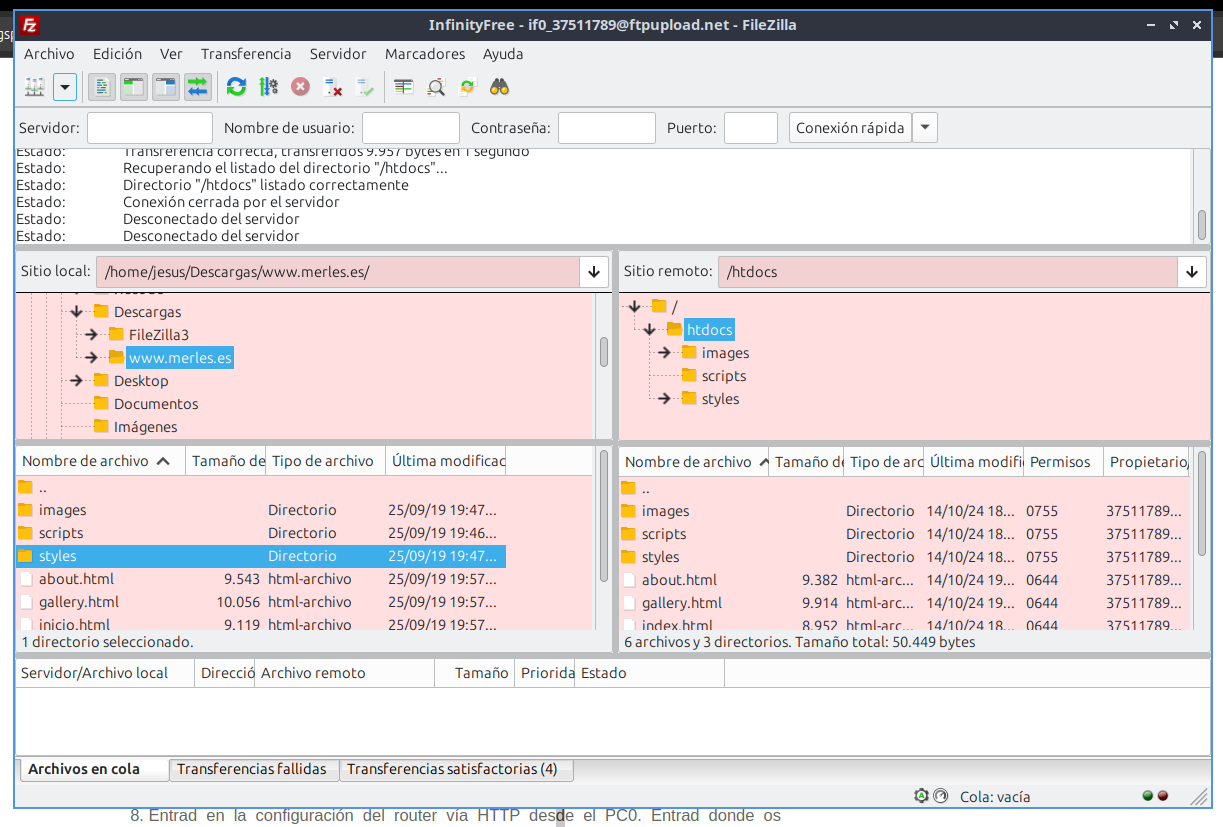 gsp
InfinityFree - if0_37511789@ftpupload.net - FileZilla
Archivo Edición Ver Transferencia Servidor Marcadores Ayuda
Servidor: Nombre de usuario: Contraseña: Puerto: Conexión rápida
Estado: Transferencia correcta, transferidos 9.957 bytes en 1 segundo
Estado: Recuperando el listado del directorio "/htdocs"...
Estado: Directorio "/htdocs" listado correctamente
Estado: Conexión cerrada por el servidor
Estado: Desconectado del servidor
Estado: Desconectado del servidor
Sitio local: /home/jesus/Descargas/www.merles.es/
Descargas
FileZilla3
www.merles.es
Desktop
Documentos
Imágenes
Nombre de archivo Tamaño de Tipo de archivo Última modificac
..
images Directorio 25/09/19 19:47...
scripts Directorio 25/09/19 19:46...
styles Directorio 25/09/19 19:47...
about.html 9.543 html-archivo 25/09/19 19:57...
gallery.html 10.056 html-archivo 25/09/19 19:57...
inicio.html 9.119 html-archivo 25/09/19 19:57...
1 directorio seleccionado.
Sitio remoto: /htdocs
/
htdocs
images
scripts
styles
Nombre de archivo Tamaño de Tipo de arc Última modifi Permisos Propietario/
..
images Directorio 14/10/24 18... 0755 37511789...
scripts Directorio 14/10/24 18... 0755 37511789...
styles Directorio 14/10/24 18... 0755 37511789...
about.html 9.382 html-arc... 14/10/24 19... 0644 37511789...
gallery.html 9.914 html-arc... 14/10/24 19... 0644 37511789...
index.html 8.952 html-arc... 14/10/24 18... 0644 37511789...
6 archivos y 3 directorios. Tamaño total: 50.449 bytes
Servidor/Archivo local Direcció Archivo remoto Tamaño Priorida Estado
Archivos en cola Transferencias fallidas Transferencias satisfactorias (4)
Cola: vacía
8. Entrad en la configuración del router vía HTTP desde el PC0. Entrad donde os